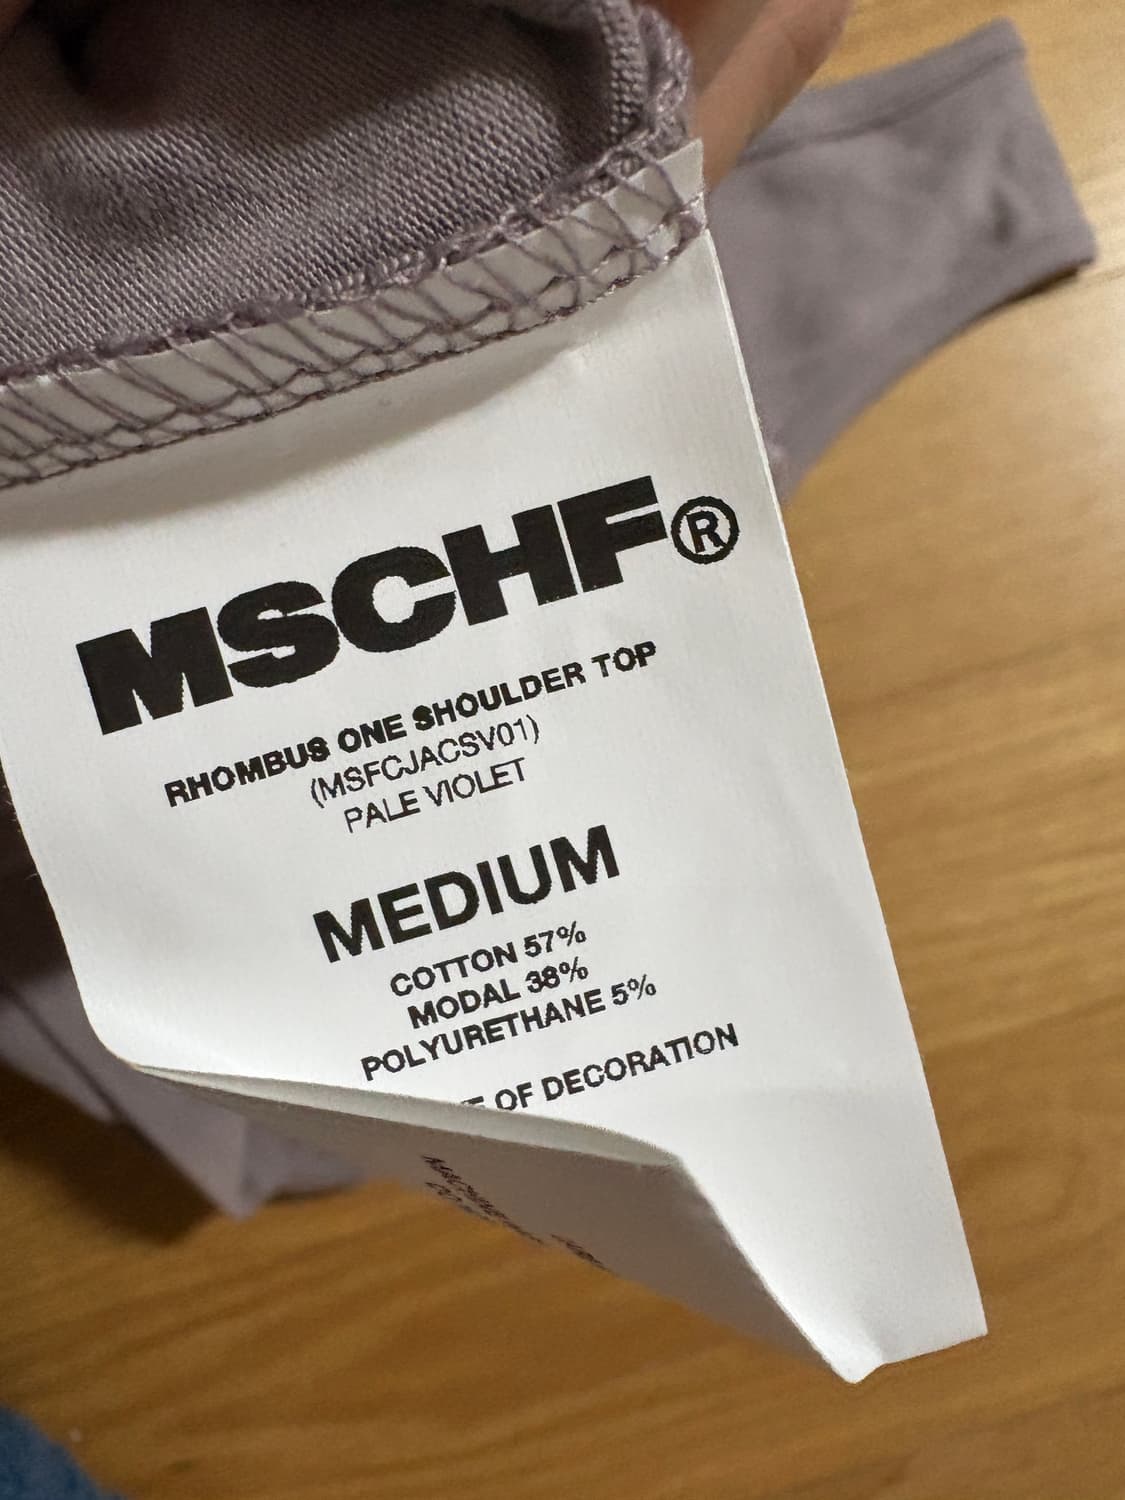 MSCHF®
RHOMBUS ONE SHOULDER TOP
(MSFCJACSV01)
PALE VIOLET
MEDIUM
COTTON 57%
MODAL 38%
POLYURETHANE 5%
OF DECORATION